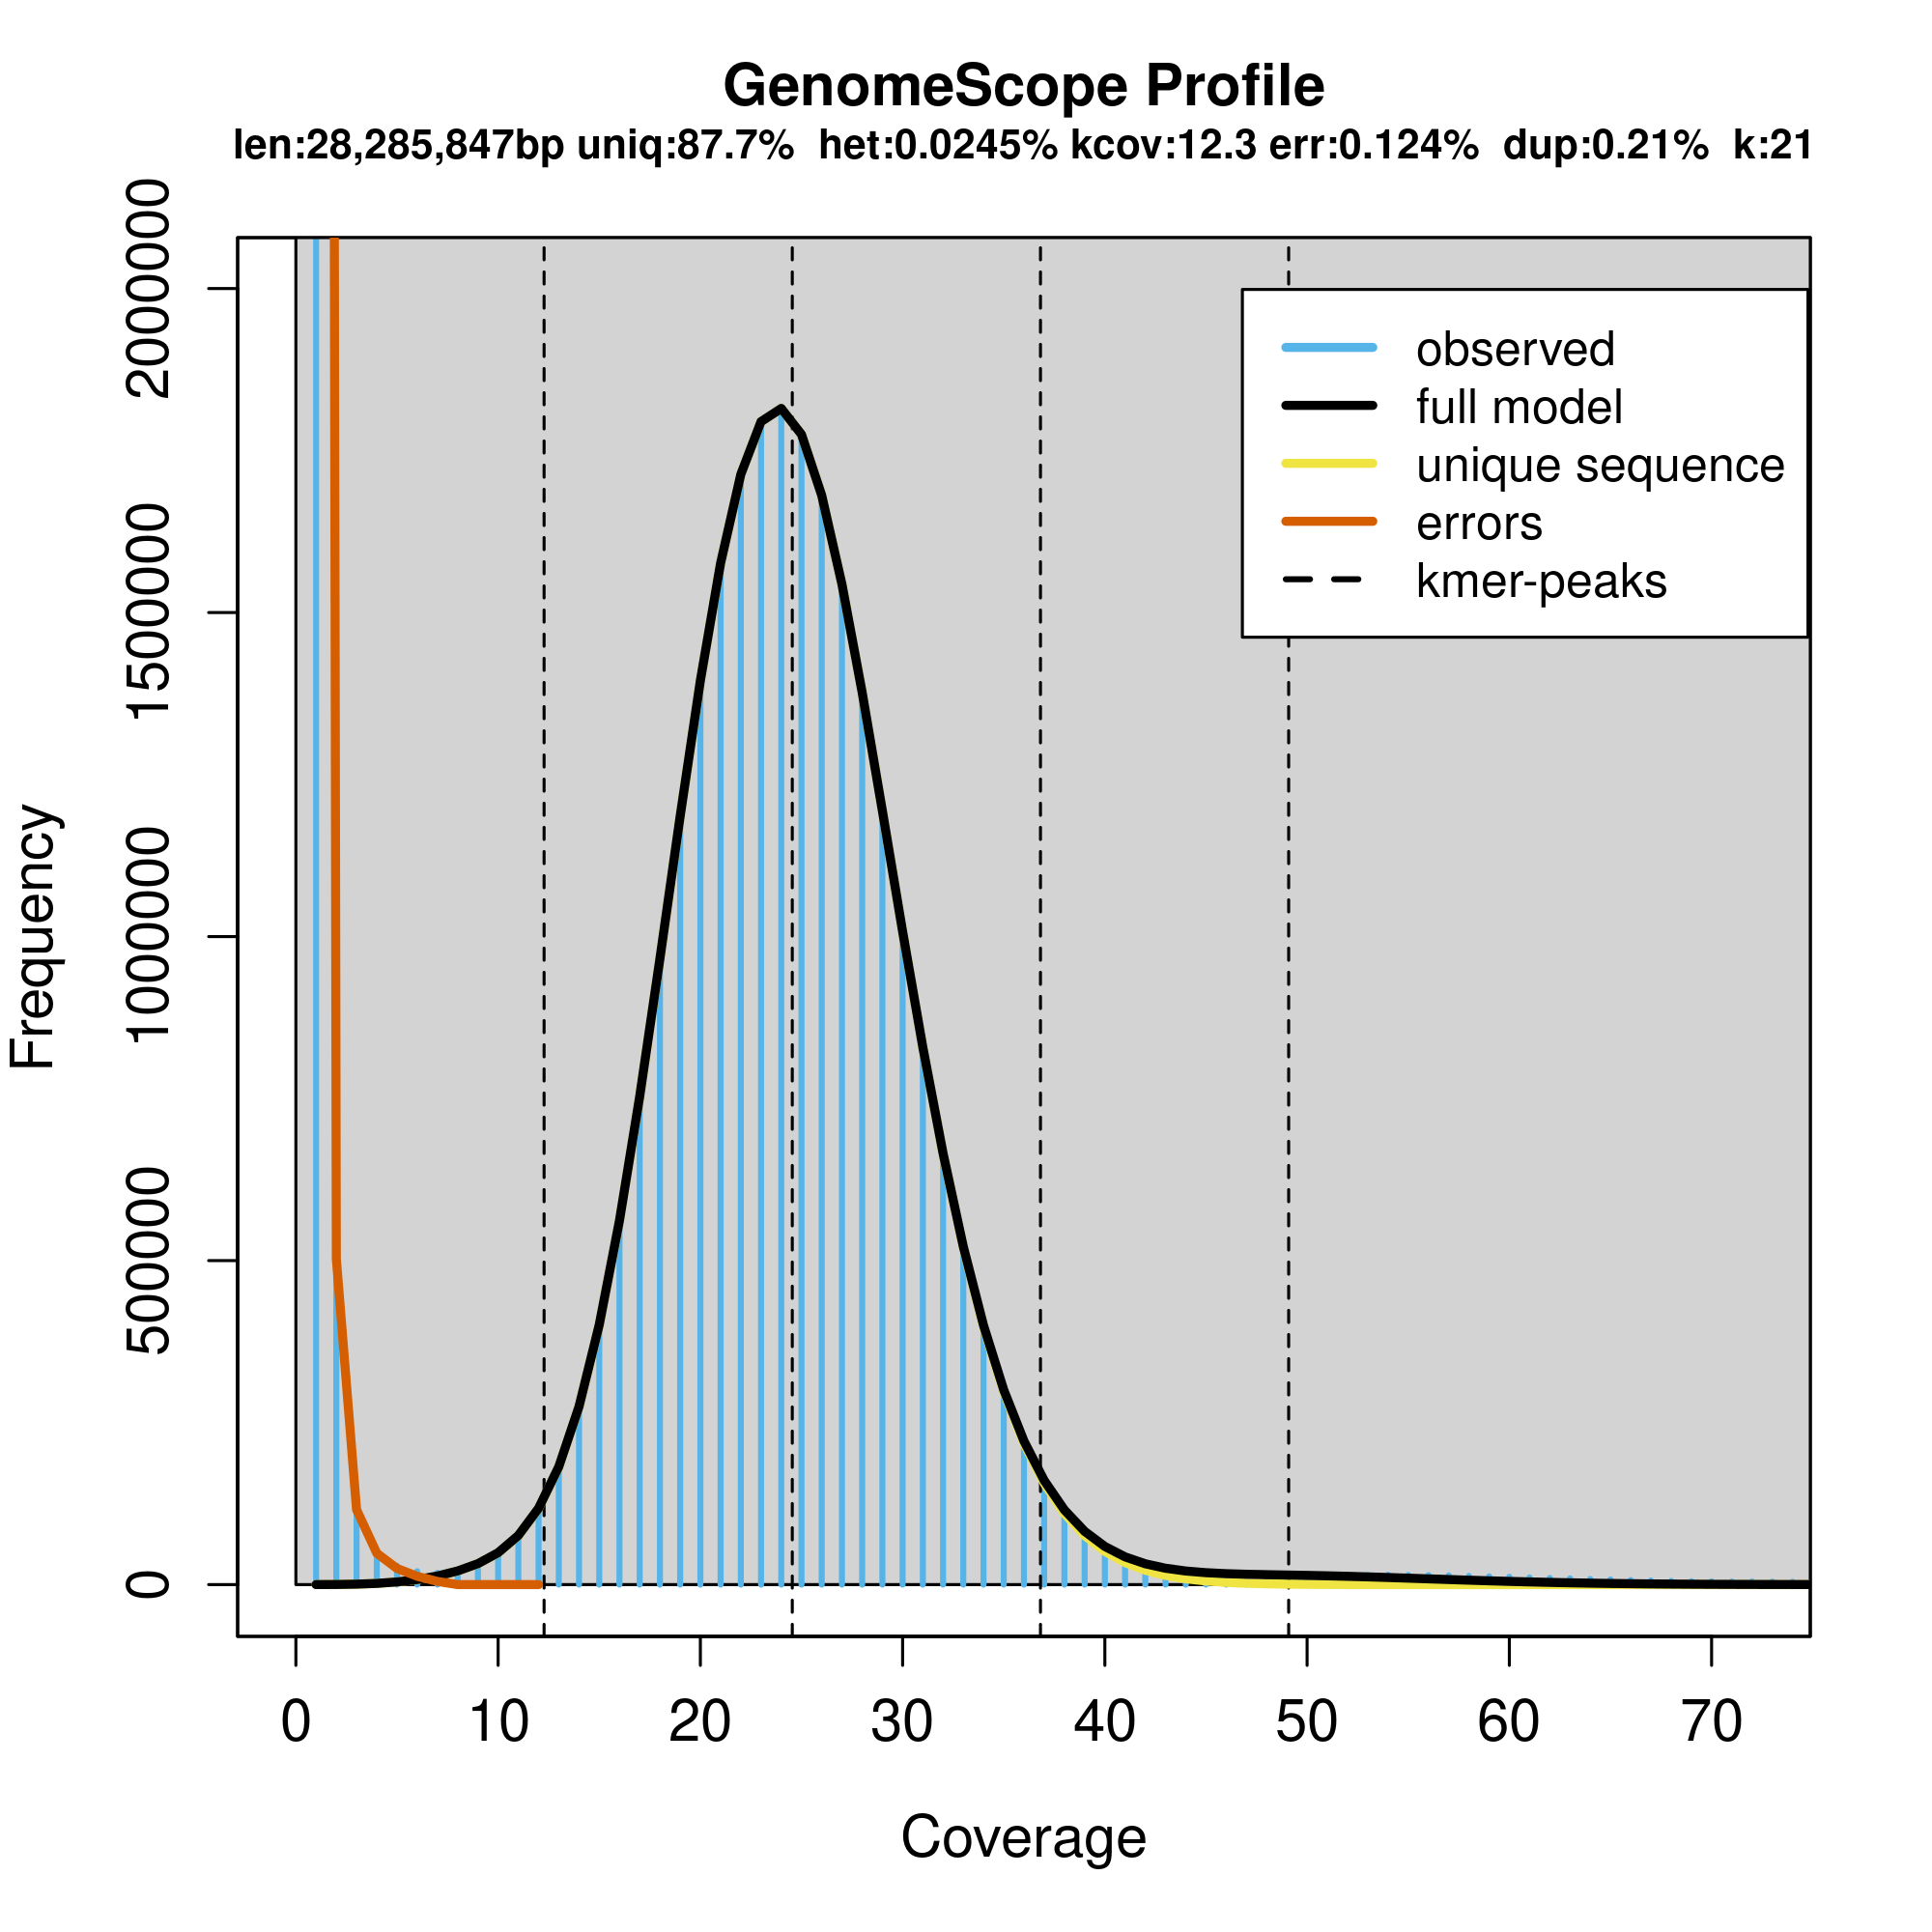 GenomeScope Profile
len:28,285,847bp uniq:87.7% het:0.0245% kcov:12.3 err:0.124% dup:0.21% k:21
Frequency
2000000
1500000
1000000
500000
0
observed
full model
unique sequence
errors
kmer-peaks
0 10 20 30 40 50 60 70
Coverage